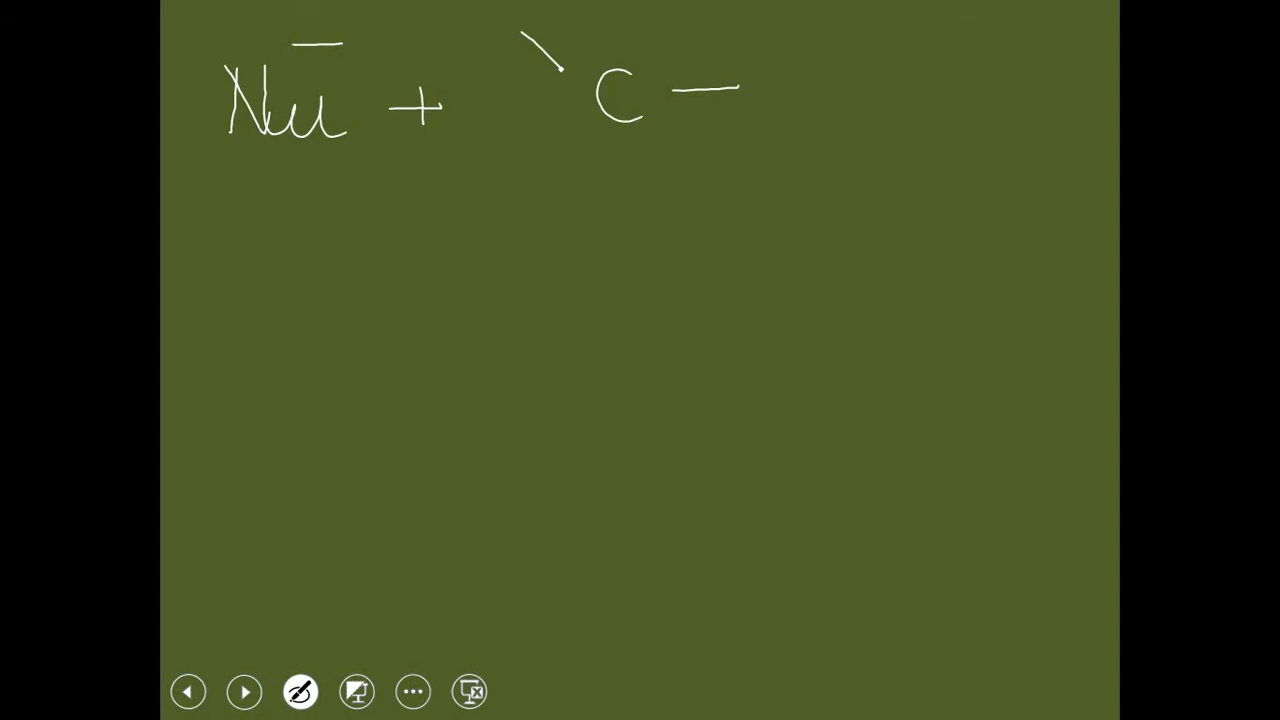 Nu⁻ + \ C —